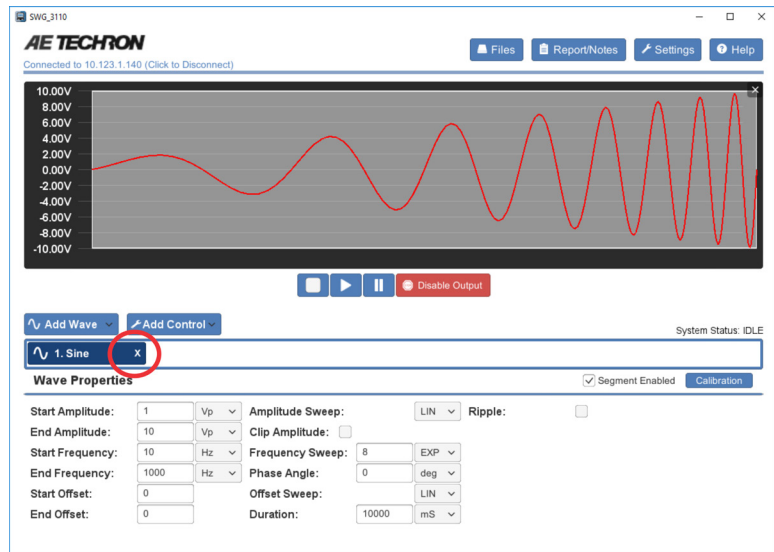 SWG_3110
AE TECHRON
Files Report/Notes Settings Help
Connected to 10.123.1.140 (Click to Disconnect)
10.00V
8.00V
6.00V
4.00V
2.00V
0.00V
-2.00V
-4.00V
-6.00V
-8.00V
-10.00V
Disable Output
Add Wave Add Control
System Status: IDLE
1. Sine X
Wave Properties Segment Enabled Calibration
Start Amplitude: 1 Vp Amplitude Sweep: LIN Ripple:
End Amplitude: 10 Vp Clip Amplitude:
Start Frequency: 10 Hz Frequency Sweep: 8 EXP
End Frequency: 1000 Hz Phase Angle: 0 deg
Start Offset: 0 Offset Sweep: LIN
End Offset: 0 Duration: 10000 mS